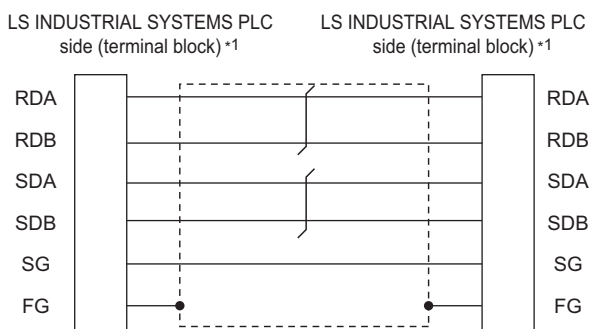 LS INDUSTRIAL SYSTEMS PLC
side (terminal block) *1
LS INDUSTRIAL SYSTEMS PLC
side (terminal block) *1
RDA
RDA
RDB
RDB
SDA
SDA
SDB
SDB
SG
SG
FG
FG